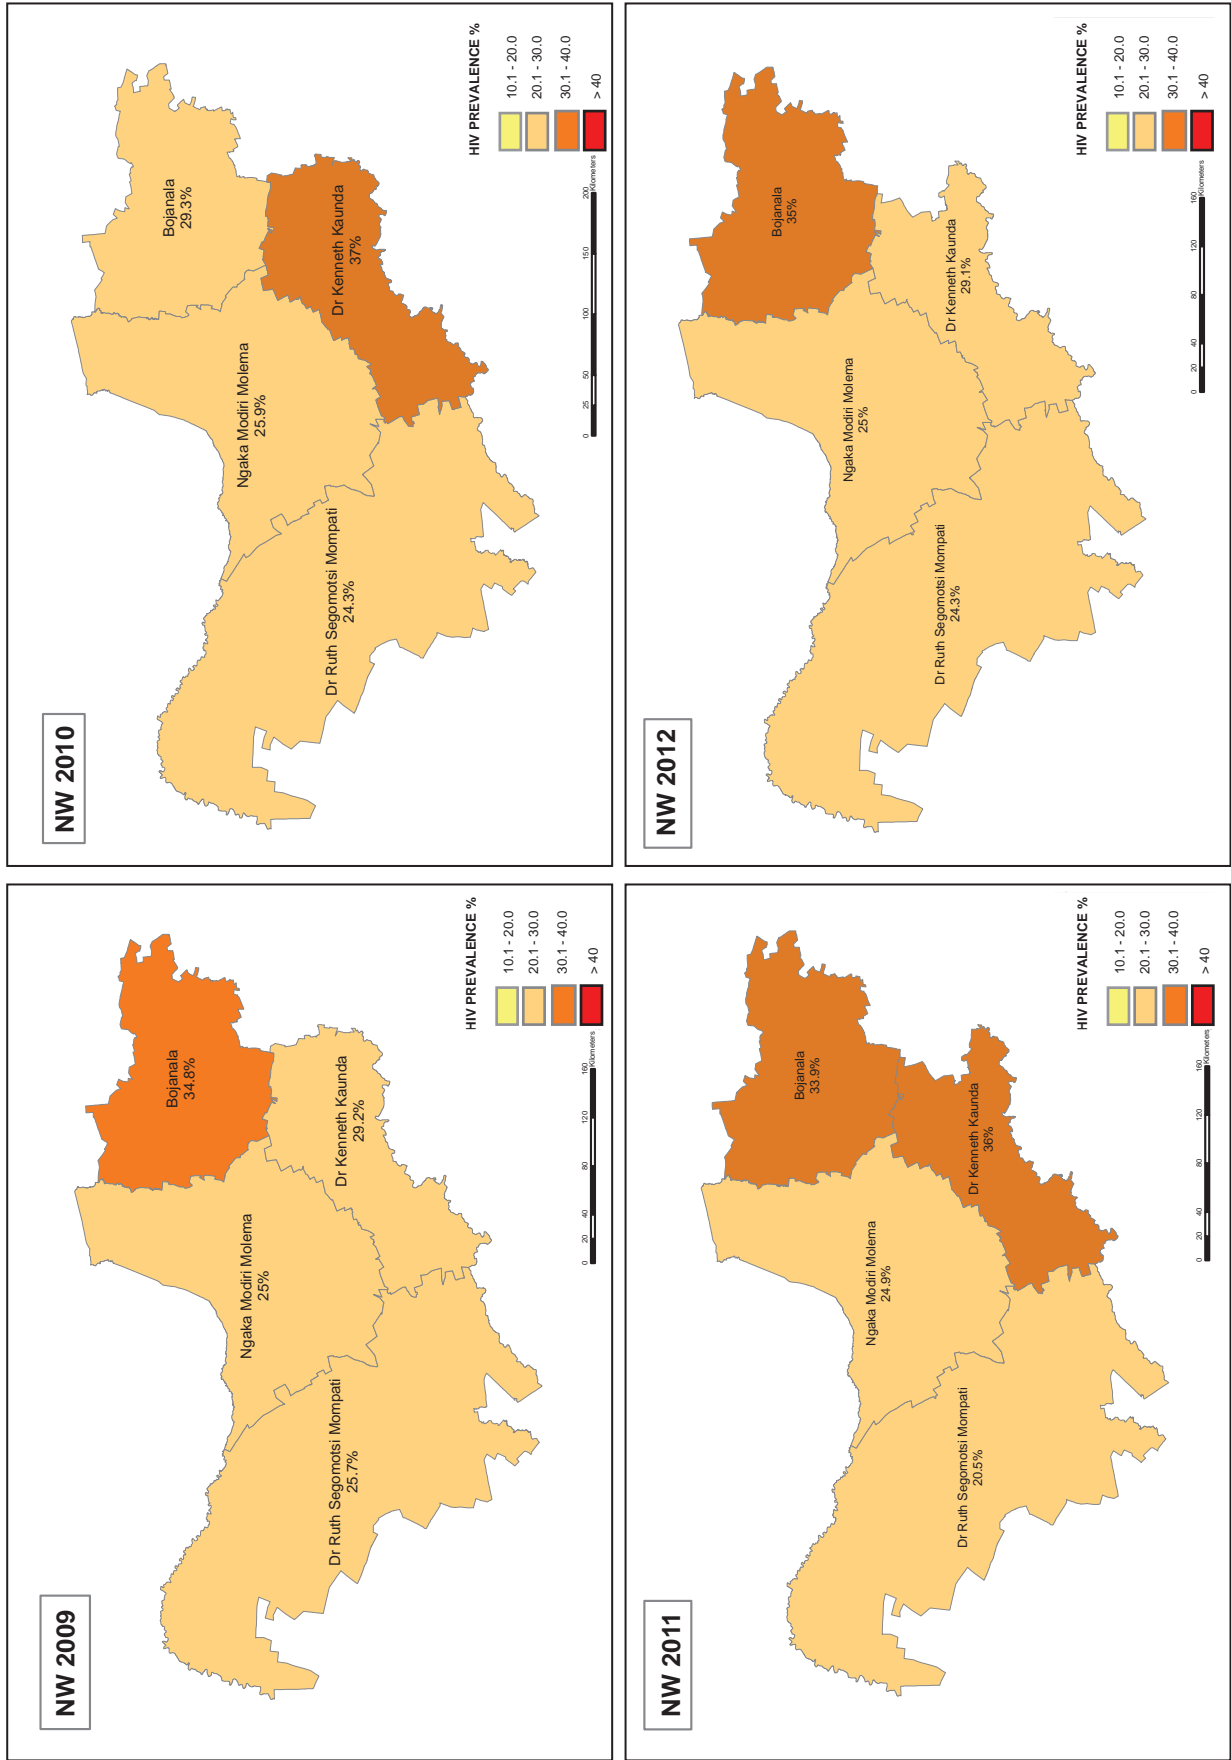 NW 2009
Bojanala
34.8%
Ngaka Modiri Molema
25%
Dr Kenneth Kaunda
29.2%
Dr Ruth Segomotsi Mompati
25.7%
HIV PREVALENCE %
10.1 - 20.0
20.1 - 30.0
30.1 - 40.0
> 40
0 20 40 80 120 160
Kilometers
NW 2010
Bojanala
29.3%
Ngaka Modiri Molema
25.9%
Dr Kenneth Kaunda
37%
Dr Ruth Segomotsi Mompati
24.3%
HIV PREVALENCE %
10.1 - 20.0
20.1 - 30.0
30.1 - 40.0
> 40
0 25 50 100 150 200
Kilometers
NW 2011
Bojanala
33.9%
Ngaka Modiri Molema
24.9%
Dr Kenneth Kaunda
36%
Dr Ruth Segomotsi Mompati
20.5%
HIV PREVALENCE %
10.1 - 20.0
20.1 - 30.0
30.1 - 40.0
> 40
0 20 40 80 120 160
Kilometers
NW 2012
Bojanala
35%
Ngaka Modiri Molema
25%
Dr Kenneth Kaunda
29.1%
Dr Ruth Segomotsi Mompati
24.3%
HIV PREVALENCE %
10.1 - 20.0
20.1 - 30.0
30.1 - 40.0
> 40
0 20 40 80 120 160
Kilometers